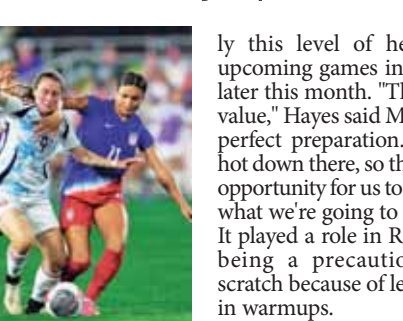 ly this level of he
upcoming games in
later this month. "Th
value," Hayes said M
perfect preparation.
hot down there, so th
opportunity for us to
what we're going to
It played a role in R
being a precautio
scratch because of le
in warmups.